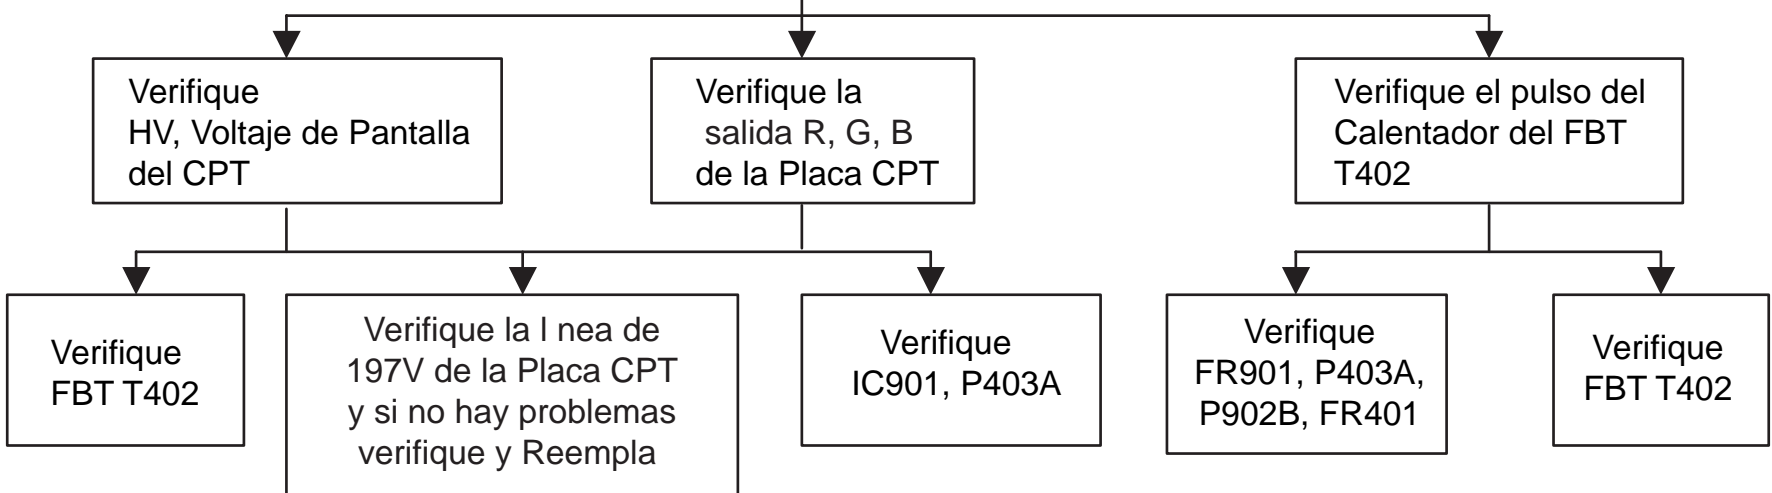 Verifique
HV, Voltaje de Pantalla
del CPT
Verifique la
salida R, G, B
de la Placa CPT
Verifique el pulso del
Calentador del FBT
T402
Verifique
FBT T402
Verifique la l nea de
197V de la Placa CPT
y si no hay problemas
verifique y Reempla
Verifique
IC901, P403A
Verifique
FR901, P403A,
P902B, FR401
Verifique
FBT T402